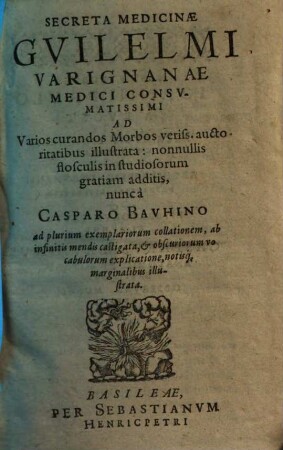 SECRETA MEDICINÆ
GVILELMI
VARIGNANAE
MEDICI CONSV-
MATISSIMI
AD
Varios curandos Morbos veriss. aucto-
ritatibus illustrata: nonnullis
flosculis in studiosorum
gratiam additis,
nunc à
CASPARO BAVHINO
ad plurium exemplariorum collationem, ab
infinitis mendis castigata, & obscuriorum vo
cabulorum explicatione, notisq́,
marginalibus illu-
strata.
BASILEAE,
PER SEBASTIANVM
HENRICPETRI